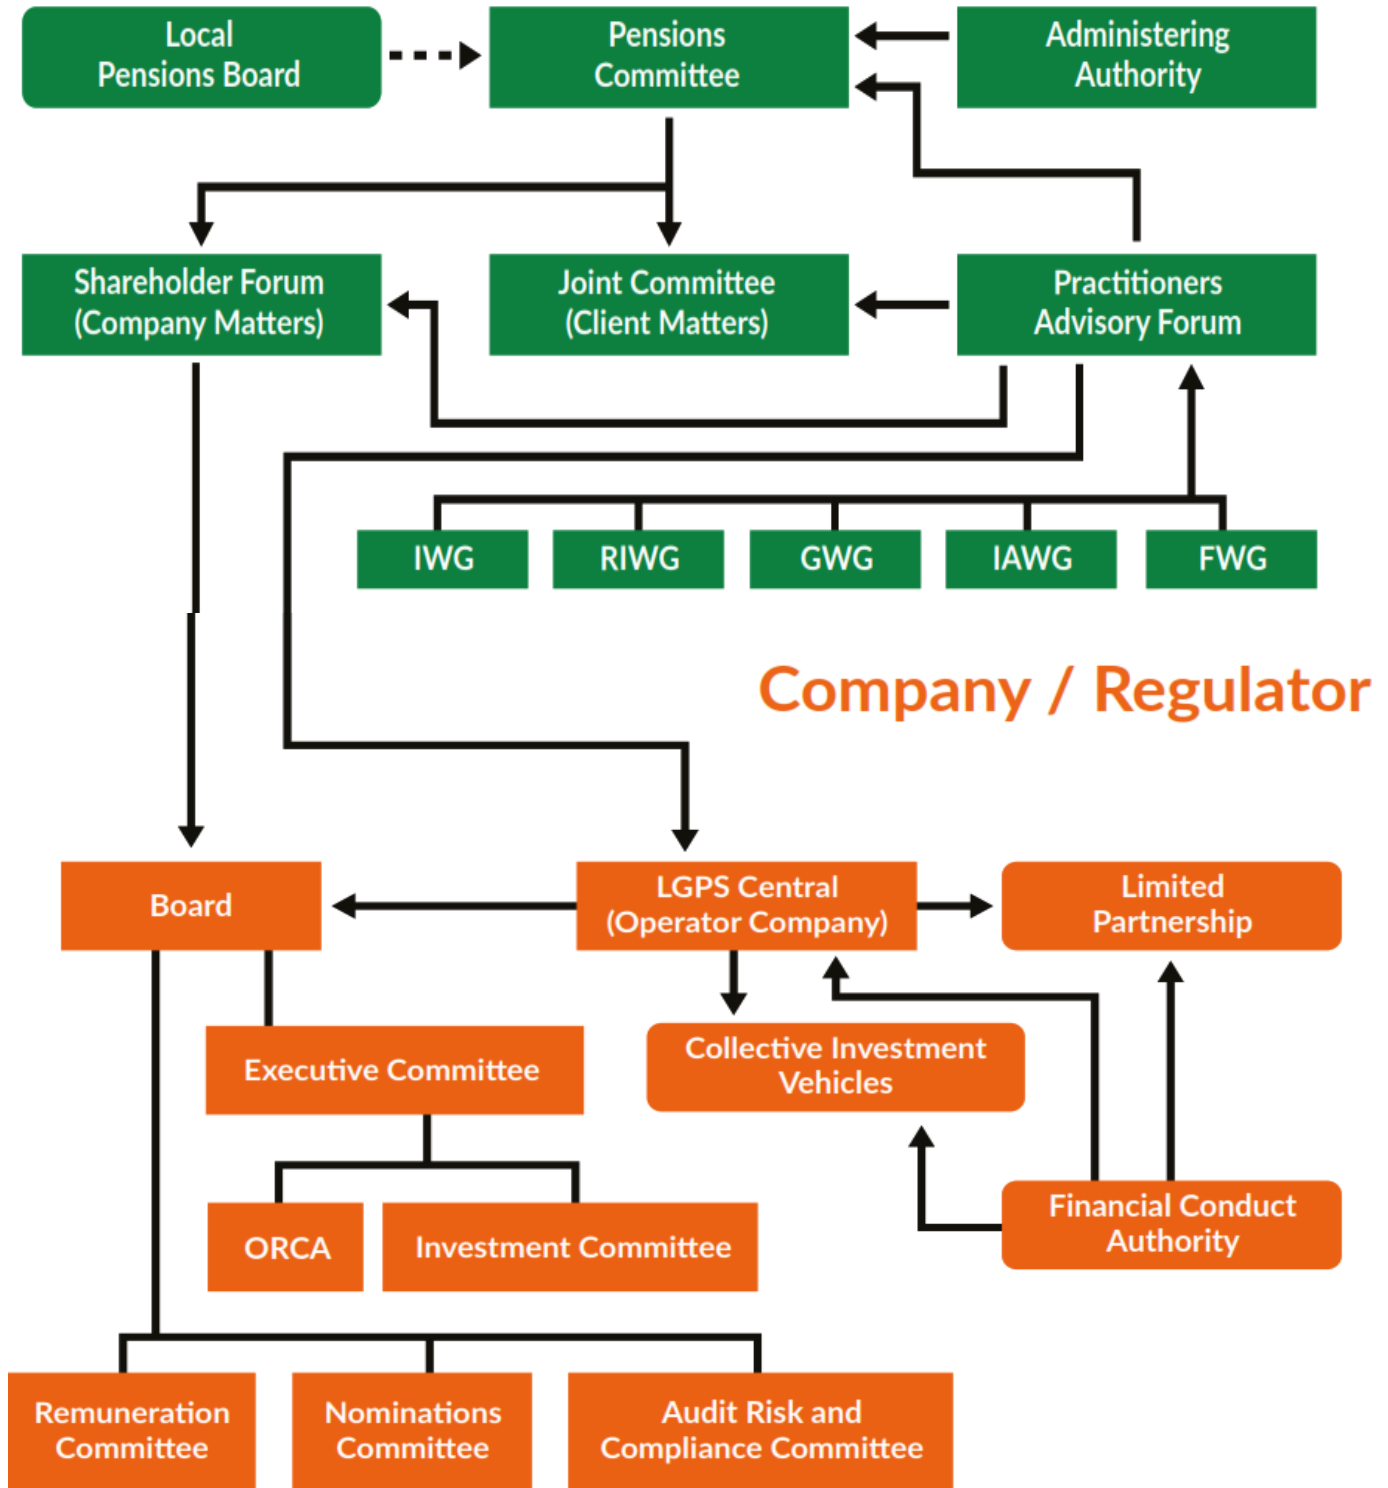 Local
Pensions Board
Pensions
Committee
Administering
Authority
Shareholder Forum
(Company Matters)
Joint Committee
(Client Matters)
Practitioners
Advisory Forum
IWG
RIWG
GWG
IAWG
FWG
Company / Regulator
Board
LGPS Central
(Operator Company)
Limited
Partnership
Executive Committee
Collective Investment
Vehicles
ORCA
Investment Committee
Financial Conduct
Authority
Remuneration
Committee
Nominations
Committee
Audit Risk and
Compliance Committee